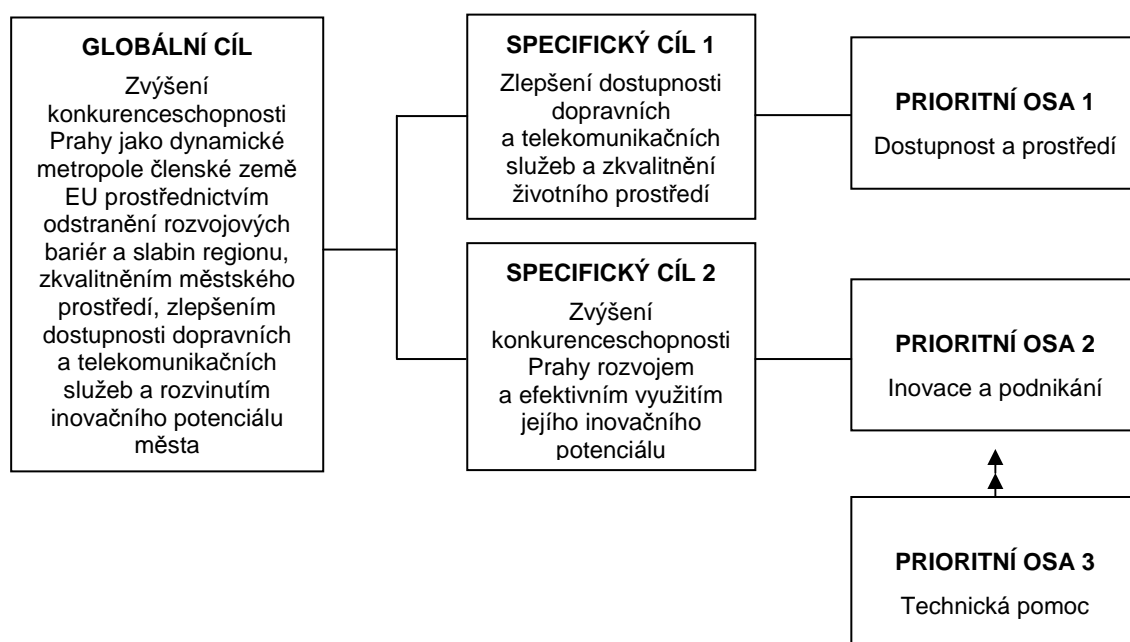 GLOBÁLNÍ CÍL
Zvýšení
konkurenceschopnosti
Prahy jako dynamické
metropole členské země
EU prostřednictvím
odstranění rozvojových
bariér a slabin regionu,
zkvalitněním městského
prostředí, zlepšením
dostupnosti dopravních
a telekomunikačních
služeb a rozvinutím
inovačního potenciálu
města
SPECIFICKÝ CÍL 1
Zlepšení dostupnosti
dopravních
a telekomunikačních
služeb a zkvalitnění
životního prostředí
SPECIFICKÝ CÍL 2
Zvýšení
konkurenceschopnosti
Prahy rozvojem
a efektivním využitím
jejího inovačního
potenciálu
PRIORITNÍ OSA 1
Dostupnost a prostředí
PRIORITNÍ OSA 2
Inovace a podnikání
PRIORITNÍ OSA 3
Technická pomoc